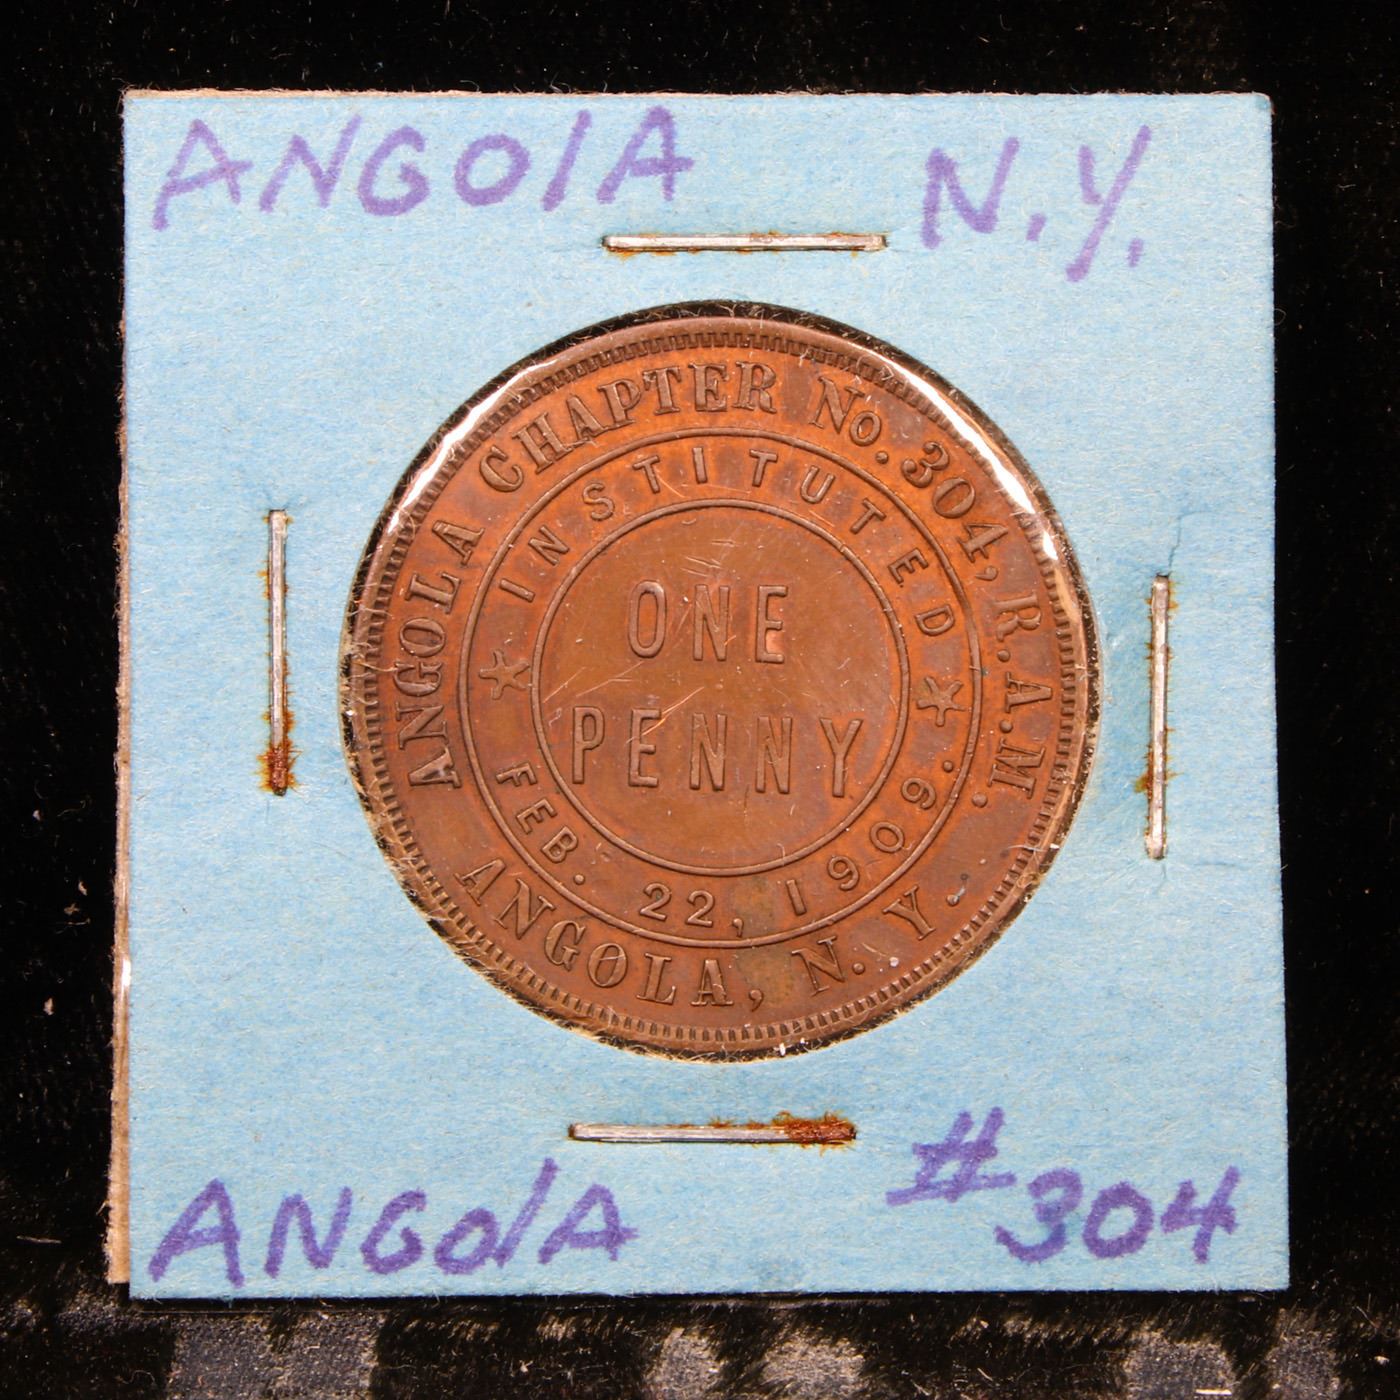 ANGOlA N.Y.
ANGOLA CHAPTER No. 304, R.A.M.
INSTITUTED
ONE
PENNY
FEB. 22, 1909.
ANGOLA, N.Y.
ANGOlA #304